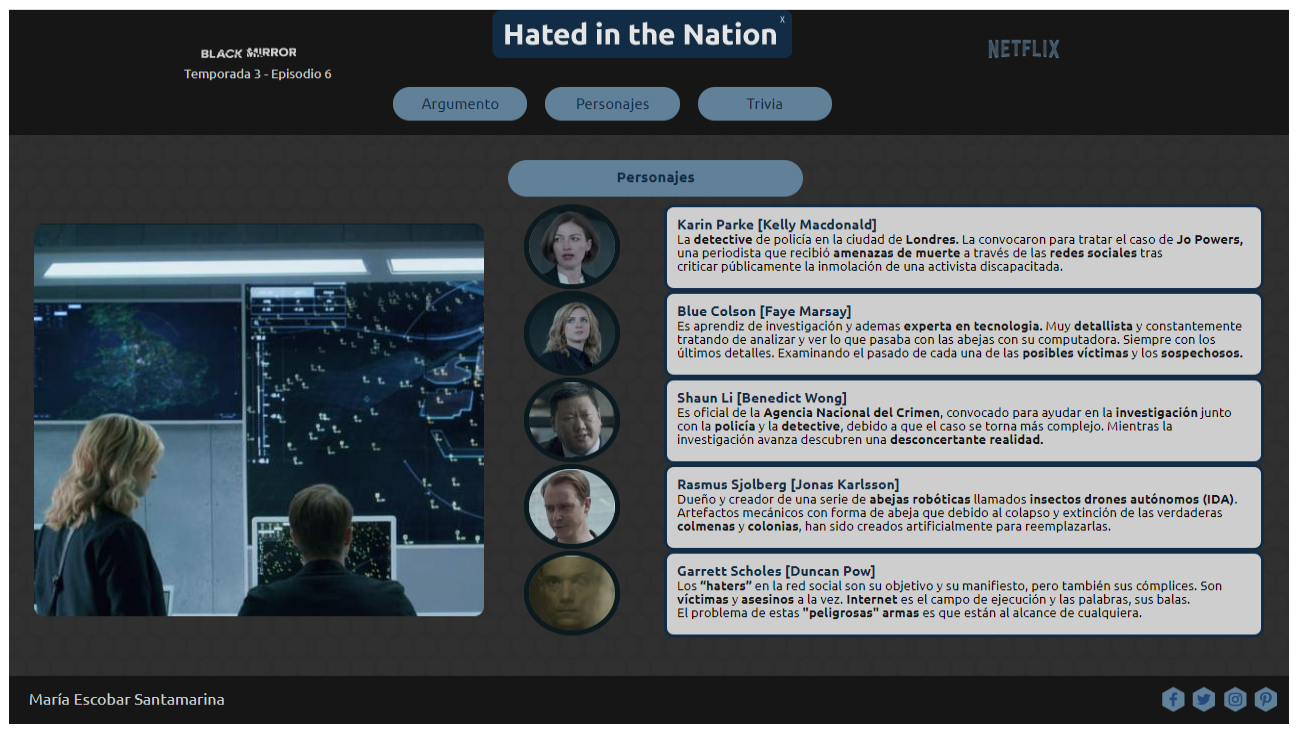 BLACK MIRROR
Temporada 3 - Episodio 6
Hated in the Nation
x
NETFLIX
Argumento
Personajes
Trivia
Personajes
Karin Parke [Kelly Macdonald]
La detective de policía en la ciudad de Londres. La convocaron para tratar el caso de Jo Powers,
una periodista que recibió amenazas de muerte a través de las redes sociales tras
criticar públicamente la inmolación de una activista discapacitada.
Blue Colson [Faye Marsay]
Es aprendiz de investigación y ademas experta en tecnología. Muy detallista y constantemente
tratando de analizar y ver lo que pasaba con las abejas con su computadora. Siempre con los
últimos detalles. Examinando el pasado de cada una de las posibles víctimas y los sospechosos.
Shaun Li [Benedict Wong]
Es oficial de la Agencia Nacional del Crimen, convocado para ayudar en la investigación junto
con la policía y la detective, debido a que el caso se torna más complejo. Mientras la
investigación avanza descubren una desconcertante realidad.
Rasmus Sjolberg [Jonas Karlsson]
Dueño y creador de una serie de abejas robóticas llamados insectos drones autónomos (IDA).
Artefactos mecánicos con forma de abeja que debido al colapso y extinción de las verdaderas
colmenas y colonias, han sido creados artificialmente para reemplazarlas.
Garrett Scholes [Duncan Pow]
Los “haters” en la red social son su objetivo y su manifiesto, pero también sus cómplices. Son
víctimas y asesinos a la vez. Internet es el campo de ejecución y las palabras, sus balas.
El problema de estas "peligrosas" armas es que están al alcance de cualquiera.
María Escobar Santamarina